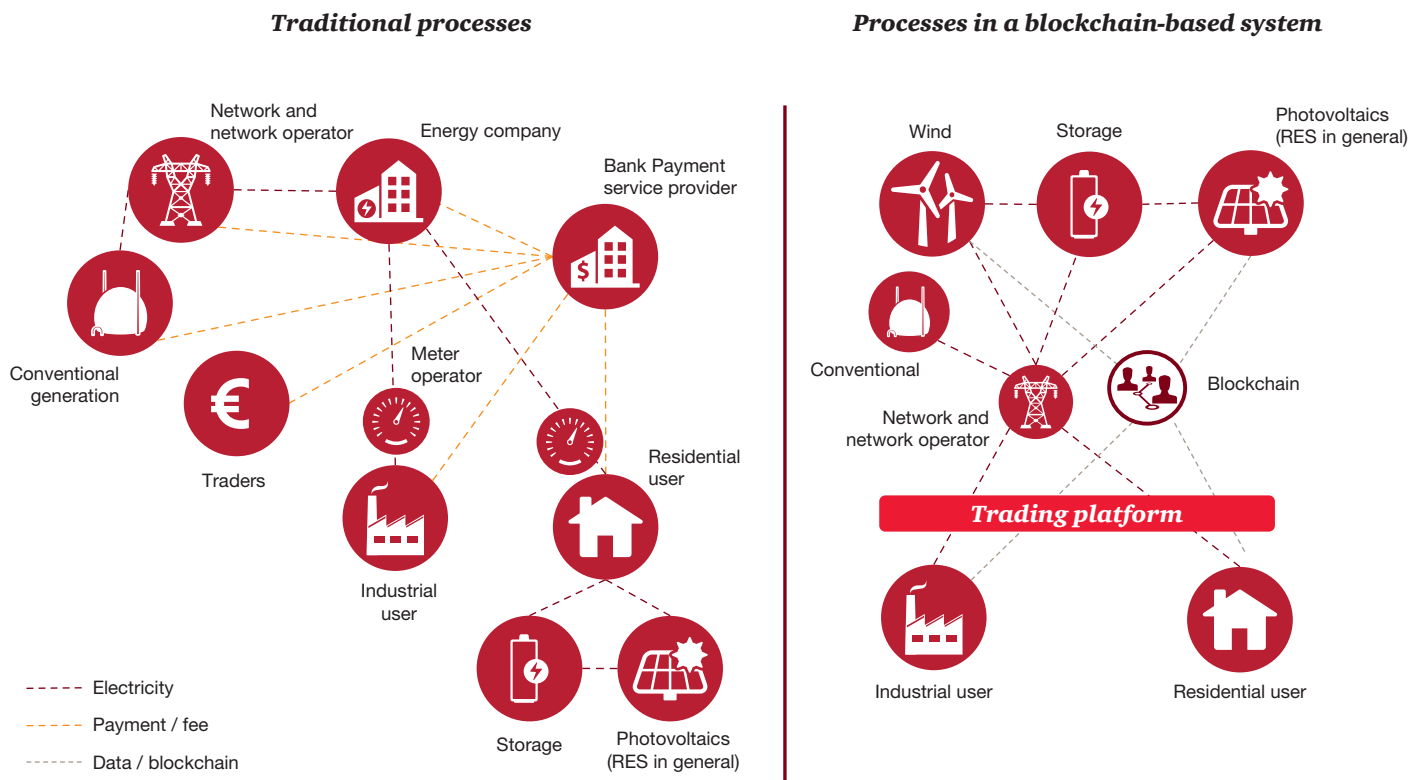 Traditional processes
Processes in a blockchain-based system
Network and
network operator
Energy company
Bank Payment
service provider
$
Conventional
generation
€
Traders
Meter
operator
Industrial
user
Residential
user
Storage
Photovoltaics
(RES in general)
Electricity
Payment / fee
Data / blockchain
Wind
Storage
Photovoltaics
(RES in general)
Conventional
Network and
network operator
Blockchain
Trading platform
Industrial user
Residential user